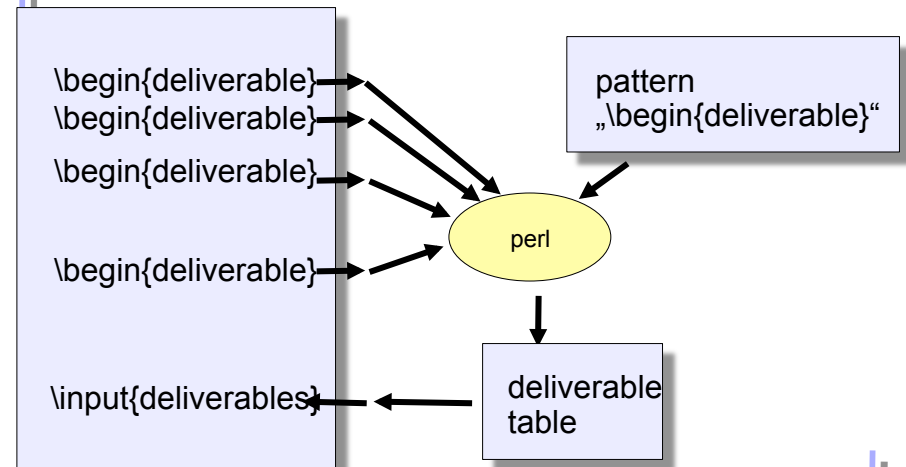 \begin{deliverable}
\begin{deliverable}
\begin{deliverable}
\begin{deliverable}
\input{deliverables}
pattern
„\begin{deliverable}“
perl
deliverable
table